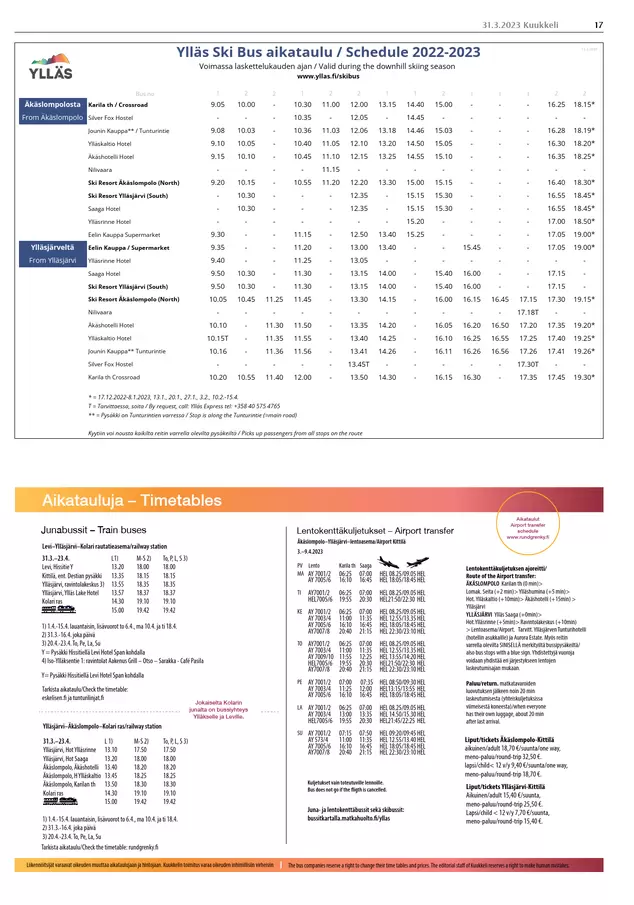 31.3.2023 Kuukkeli 17
YLLÄS
Ylläs Ski Bus aikataulu / Schedule 2022-2023
Voimassa laskettelukauden ajan / Valid during the downhill skiing season
www.yllas.fi/skibus
Bus no 1 2 2 1 2 2 1 1 2 2 2
Äkäslompolosta Karila th / Crossroad 9.05 10.00 - 10.30 11.00 12.00 13.15 14.40 15.00 - - - 16.25 18.15*
From Äkäslompolo Silver Fox Hostel - - - 10.35 - 12.05 - 14.45 - - - - - -
Jounin Kauppa** / Tunturintie 9.08 10.03 - 10.36 11.03 12.06 13.18 14.46 15.03 - - - 16.28 18.19*
Ylläskaltio Hotel 9.10 10.05 - 10.40 11.05 12.10 13.20 14.50 15.05 - - - 16.30 18.20*
Äkäshotelli Hotel 9.15 10.10 - 10.45 11.10 12.15 13.25 14.55 15.10 - - - 16.35 18.25*
Nilivaara - - - - 11.15 - - - - - - - - -
Ski Resort Äkäslompolo (North) 9.20 10.15 - 10.55 11.20 12.20 13.30 15.00 15.15 - - - 16.40 18.30*
Ski Resort Ylläsjärvi (South) - 10.30 - - - 12.35 - 15.15 15.30 - - - 16.55 18.45*
Saaga Hotel - 10.30 - - - 12.35 - 15.15 15.30 - - - 16.55 18.45*
Ylläsrinne Hotel - - - - - - - 15.20 - - - - 17.00 18.50*
Eelin Kauppa Supermarket 9.30 - - 11.15 - 12.50 13.40 15.25 - - - - 17.05 19.00*
Ylläsjärveltä Eelin Kauppa / Supermarket 9.35 - - 11.20 - 13.00 13.40 - - 15.45 - - 17.05 19.00*
From Ylläsjärvi Ylläsrinne Hotel 9.40 - - 11.25 - 13.05 - - - - - - - -
Saaga Hotel 9.50 10.30 - 11.30 - 13.15 14.00 - 15.40 16.00 - - 17.15 -
Ski Resort Ylläsjärvi (South) 9.50 10.30 - 11.30 - 13.15 14.00 - 15.40 16.00 - - 17.15 -
Ski Resort Äkäslompolo (North) 10.05 10.45 11.25 11.45 - 13.30 14.15 - 16.00 16.15 16.45 17.15 17.30 19.15*
Nilivaara - - - - - - - - - - - 17.18T - -
Äkäshotelli Hotel 10.10 - 11.30 11.50 - 13.35 14.20 - 16.05 16.20 16.50 17.20 17.35 19.20*
Ylläskaltio Hotel 10.15T - 11.35 11.55 - 13.40 14.25 - 16.10 16.25 16.55 17.25 17.40 19.25*
Jounin Kauppa** Tunturintie 10.16 - 11.36 11.56 - 13.41 14.26 - 16.11 16.26 16.56 17.26 17.41 19.26*
Silver Fox Hostel - - - - - 13.45T - - - - - 17.30T - -
Karila th Crossroad 10.20 10.55 11.40 12.00 - 13.50 14.30 - 16.15 16.30 - 17.35 17.45 19.30*
* = 17.12.2022-8.1.2023, 13.1., 20.1., 27.1., 3.2., 10.2.-15.4.
T = Tarvittaessa, soita / By request, call: Ylläs Express tel: +358 40 575 4765
** = Pysäkki on Tunturintien varressa / Stop is along the Tunturintie (=main road)
Kyytiin voi nousta kaikilta reitin varrella olevilta pysäkeiltä / Picks up passengers from all stops on the route
Aikatauluja – Timetables
Aikataulut
Airport transfer
schedule
www.rundgrenky.fi
Junabussit – Train buses
Levi–Ylläsjärvi–Kolari rautatieasema/railway station
31.3.–23.4. L 1) M-S 2) To, P, L, S 3)
Levi, Hissitie Y 13.20 18.00 18.00
Kittilä, ent. Destian pysäkki 13.35 18.15 18.15
Ylläsjärvi, ravintolakeskus 3) 13.55 18.35 18.35
Ylläsjärvi, Ylläs Lake Hotel 13.57 18.37 18.37
Kolari ras 14.30 19.10 19.10
15.00 19.42 19.42
1) 1.4.-15.4. lauantaisin, lisävuorot to 6.4., ma 10.4. ja ti 18.4.
2) 31.3.-16.4. joka päivä
3) 20.4.-23.4. To, Pe, La, Su
Y = Pysäkki Hissitiellä Levi Hotel Span kohdalla
4) Iso-Ylläksentie 1: ravintolat Aakenus Grill – Otso – Sarakka - Café Pasila
Y= Pysäkki Hissitiellä Levi Hotel Span kohdalla
Tarkista aikataulu/Check the timetable:
eskelisen.fi ja tunturilinjat.fi
Jokaiselta Kolarin
junalta on bussiyhteys
Ylläkselle ja Leville.
Ylläsjärvi–Äkäslompolo–Kolari ras/railway station
31.3.–23.4. L 1) M-S 2) To, P, L, S 3)
Ylläsjärvi, Hot Ylläsrinne 13.10 17.50 17.50
Ylläsjärvi, Hot Saaga 13.20 18.00 18.00
Äkäslompolo, Äkäshotelli 13.40 18.20 18.20
Äkäslompolo, H Ylläskaltio 13.45 18.25 18.25
Äkäslompolo, Karilan th 13.50 18.30 18.30
Kolari ras 14.30 19.10 19.10
15.00 19.42 19.42
1) 1.4.-15.4. lauantaisin, lisävuorot to 6.4., ma 10.4. ja ti 18.4.
2) 31.3.-16.4. joka päivä
3) 20.4.-23.4. To, Pe, La, Su
Tarkista aikataulu/Check the timetable: rundgrenky.fi
Lentokenttäkuljetukset – Airport transfer
Äkäslompolo–Ylläsjärvi–lentoasema/Airport Kittilä
3.–9.4.2023
PV Lento Karila th Saaga
MA AY 7001/2 06:25 07:00 HEL 08.25/09.05 HEL
AY 7005/6 16:10 16:45 HEL 18:05/18:45 HEL
TI AY7001/2 06:25 07:00 HEL 08.25/09.05 HEL
HEL7005/6 19:55 20:30 HEL21:50/22:30 HEL
KE AY7001/2 06:25 07:00 HEL 08.25/09.05 HEL
AY 7003/4 11:00 11:35 HEL 12.55/13.35 HEL
AY 7005/6 16:10 16:45 HEL 18:05/18:45 HEL
AY7007/8 20:40 21:15 HEL 22:30/23:10 HEL
TO AY7001/2 06:25 07:00 HEL 08.25/09.05 HEL
AY 7003/4 11:00 11:35 HEL 12.55/13.35 HEL
AY 7009/10 11:55 12:25 HEL 13:55/14:20 HEL
HEL7005/6 19:55 20:30 HEL21:50/22:30 HEL
AY7007/8 20:40 21:15 HEL 22:30/23:10 HEL
PE AY 7001/2 07:00 07:35 HEL 08:50/09:30 HEL
AY 7003/4 11:25 12:00 HEL13:15/13:55 HEL
AY 7005/6 16:10 16:45 HEL 18:05/18:45 HEL
LA AY7001/2 06:25 07:00 HEL 08.25/09.05 HEL
AY 7003/4 13:00 13:35 HEL 14.50/15.30 HEL
HEL7005/6 19:55 20:30 HEL21:45/22:25 HEL
SU AY7001/2 07:15 07:50 HEL 09:20/09:45 HEL
AY 573/4 11:00 11:35 HEL 12.55/13.40 HEL
AY 7005/6 16:10 16:45 HEL 18:05/18:45 HEL
AY7007/8 20:40 21:15 HEL 22:30/23:10 HEL
Kuljetukset vain toteutuville lennoille.
Bus does not go if the fligth is cancelled.
Juna- ja lentokenttäbussit sekä skibussit:
bussitkartalla.matkahuolto.fi/yllas
Lentokenttäkuljetuksen ajoreitti/
Route of the Airport transfer:
ÄKÄSLOMPOLO Karilan th (0 min)>
Lomak. Seita (+2 min)> Ylläshumina (+5 min)>
Hot. Ylläskaltio (+10min)> Äkäshotelli (+15min) >
Ylläsjärvi
YLLÄSJÄRVI Ylläs Saaga (+0min)>
Hot.Ylläsrinne (+5min)> Ravintolakeskus (+10min)
> Lentoasema/Airport. Tarvitt. Ylläsjärven Tunturihotelli
(hotellin asukkaille) ja Aurora Estate. Myös reitin
varrella olevilta SINISELLÄ merkityiltä bussipysäkeiltä/
also bus stops with a blue sign. Yhdistettyjä vuoroja
voidaan yhdistää eri järjestykseen lentojen
laskeutumisajan mukaan.
Paluu/return. matkatavaroiden
luovutuksen jälkeen noin 20 min
laskeutumisesta (yhteiskuljetuksissa
viimeisestä koneesta)/when everyone
has their own luggage, about 20 min
after last arrival.
Liput/tickets Äkäslompolo-Kittilä
aikuinen/adult 18,70 €/suunta/one way,
meno-paluu/round-trip 32,50 €.
lapsi/child< 12 v/y 9,40 €/suunta/one way,
meno-paluu/round-trip 18,70 €.
Liput/tickets Ylläsjärvi-Kittilä
Aikuinen/adult 15,40 €/suunta,
meno-paluu/round-trip 25,50 €.
Lapsi/child < 12 v/y 7,70 €/suunta,
meno-paluu/round-trip 15,40 €.
Liikennöitsijät varaavat oikeuden muuttaa aikataulujaan ja hintojaan. Kuukkelin toimitus varaa oikeuden inhimillisiin virheisiin | The bus companies reserve a right to change their time tables and prices. The editorial staff of Kuukkeli reserves a right to make human mistakes.